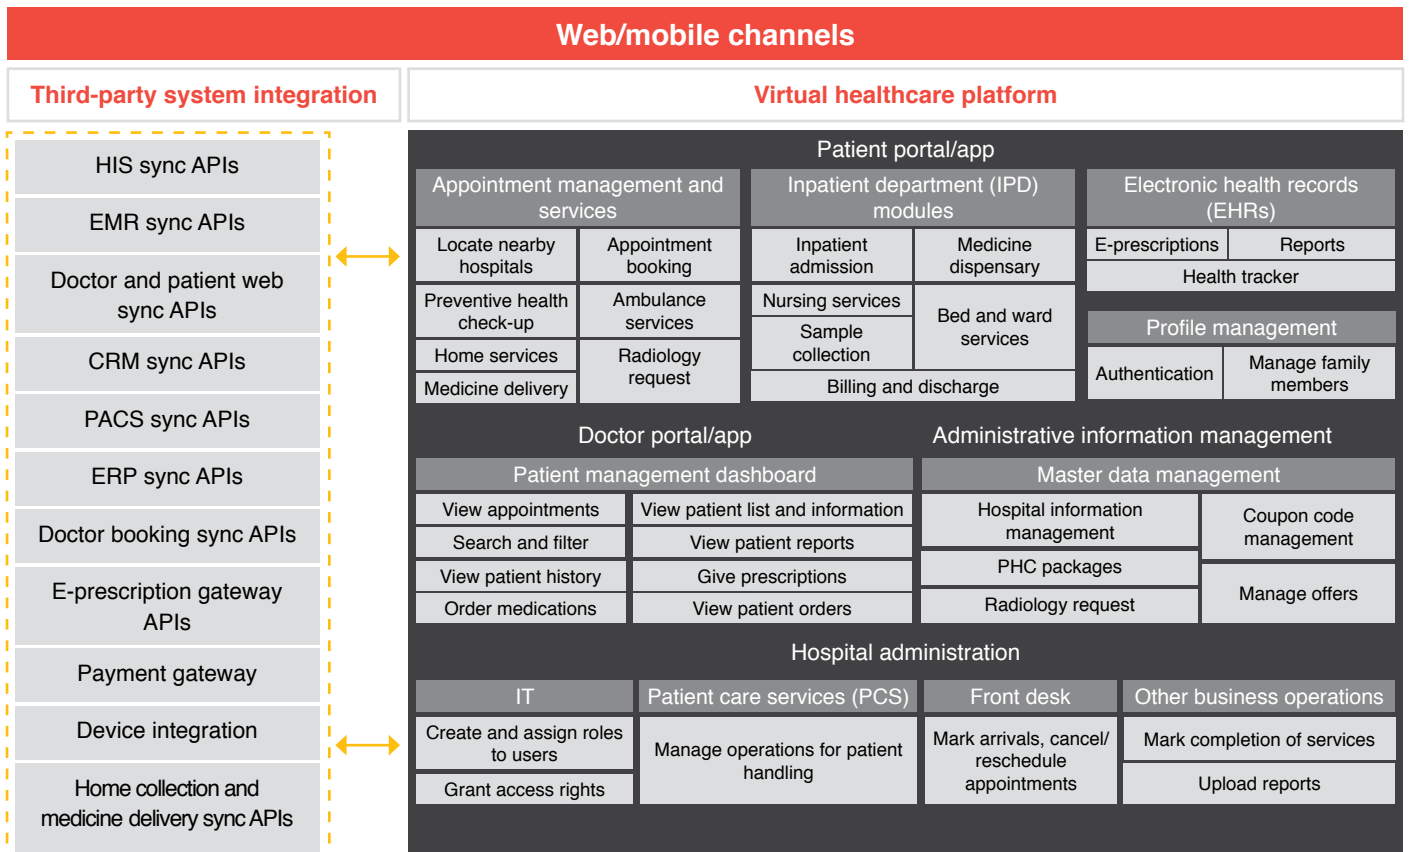 Web/mobile channels
Third-party system integration
HIS sync APIs
EMR sync APIs
Doctor and patient web
sync APIs
CRM sync APIs
PACS sync APIs
ERP sync APIs
Doctor booking sync APIs
E-prescription gateway
APIs
Payment gateway
Device integration
Home collection and
medicine delivery sync APIs
Virtual healthcare platform
Patient portal/app
Appointment management and
services
Locate nearby
hospitals
Appointment
booking
Preventive health
check-up
Ambulance
services
Home services
Radiology
request
Medicine delivery
Inpatient department (IPD)
modules
Inpatient
admission
Medicine
dispensary
Nursing services
Bed and ward
services
Sample
collection
Billing and discharge
Electronic health records
(EHRs)
E-prescriptions
Reports
Health tracker
Profile management
Authentication
Manage family
members
Doctor portal/app
Patient management dashboard
View appointments
View patient list and information
Search and filter
View patient reports
View patient history
Give prescriptions
Order medications
View patient orders
Administrative information management
Master data management
Hospital information
management
Coupon code
management
PHC packages
Manage offers
Radiology request
Hospital administration
IT
Create and assign roles
to users
Grant access rights
Patient care services (PCS)
Manage operations for patient
handling
Front desk
Mark arrivals, cancel/
reschedule
appointments
Other business operations
Mark completion of services
Upload reports